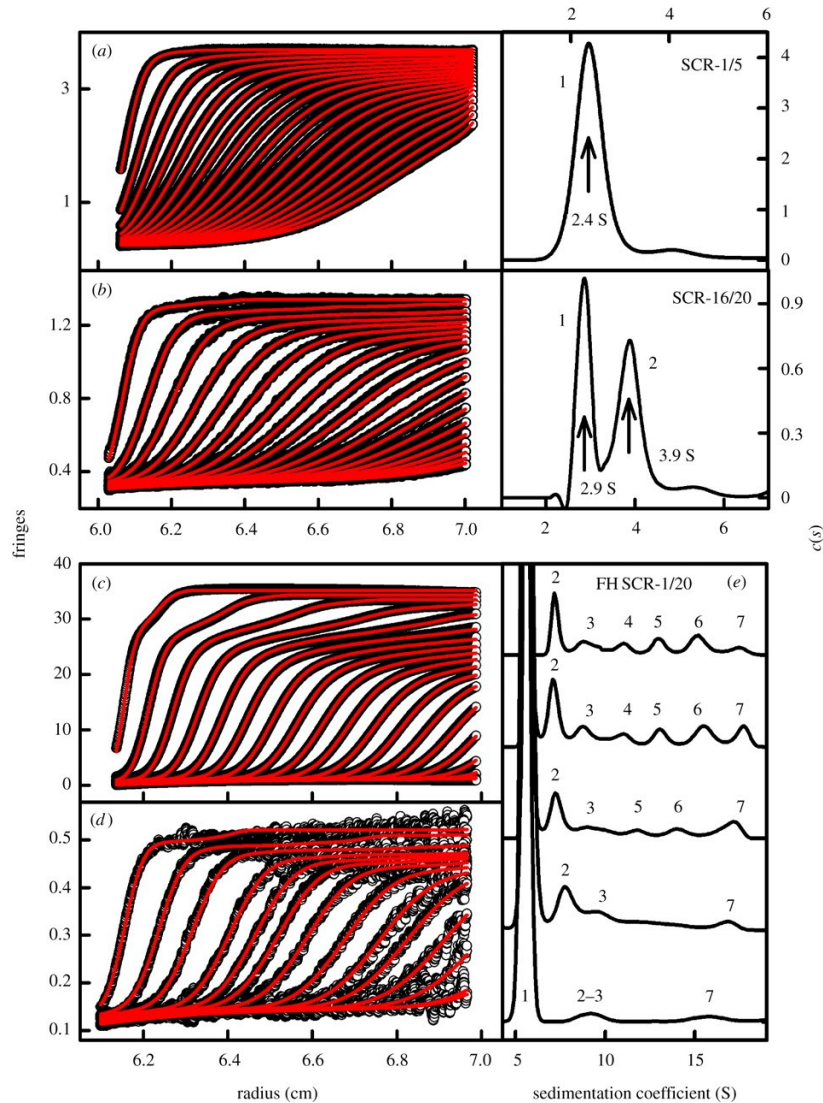 2 4 6
(a) 3 1
SCR-1/5
1
2.4 S
4 3 2 1 0
(b) 1.2 0.8 0.4
6.0 6.2 6.4 6.6 6.8 7.0
SCR-16/20
1
2
2.9 S
3.9 S
0.9 0.6 0.3 0
2 4 6
fringes
c(s)
(c) 40 30 20 10 0
(d) 0.5 0.4 0.3 0.2 0.1
6.2 6.4 6.6 6.8 7.0
radius (cm)
FH SCR-1/20 (e)
2 3 4 5 6 7
2 3 4 5 6 7
2 3 5 6 7
2 3 7
1 2–3 7
5 10 15
sedimentation coefficient (S)